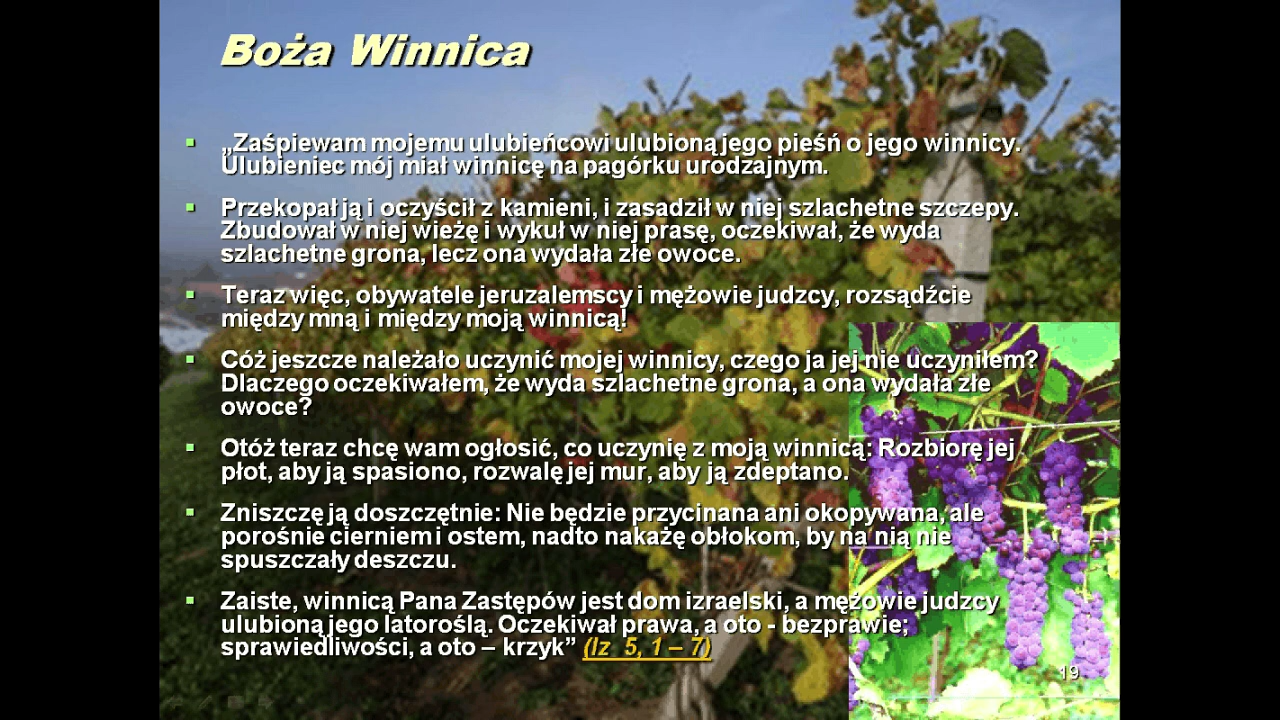 Boża Winnica
▪ „Zaśpiewam mojemu ulubieńcowi ulubioną jego pieśń o jego winnicy.
Ulubieniec mój miał winnicę na pagórku urodzajnym.
▪ Przekopał ją i oczyścił z kamieni, i zasadził w niej szlachetne szczepy.
Zbudował w niej wieżę i wykuł w niej prasę, oczekiwał, że wyda
szlachetne grona, lecz ona wydała złe owoce.
▪ Teraz więc, obywatele jeruzalemscy i mężowie judzcy, rozsądźcie
między mną i między moją winnicą!
▪ Cóż jeszcze należało uczynić mojej winnicy, czego ja jej nie uczyniłem?
Dlaczego oczekiwałem, że wyda szlachetne grona, a ona wydała złe
owoce?
▪ Otóż teraz chcę wam ogłosić, co uczynię z moją winnicą: Rozbiorę jej
płot, aby ją spasiono, rozwalę jej mur, aby ją zdeptano.
▪ Zniszczę ją doszczętnie: Nie będzie przycinana ani okopywana, ale
porośnie cierniem i ostem, nadto nakażę obłokom, by na nią nie
spuszczały deszczu.
▪ Zaiste, winnicą Pana Zastępów jest dom izraelski, a mężowie judzcy
ulubioną jego latoroślą. Oczekiwał prawa, a oto - bezprawie;
sprawiedliwości, a oto – krzyk” (Iz 5, 1 – 7)
19